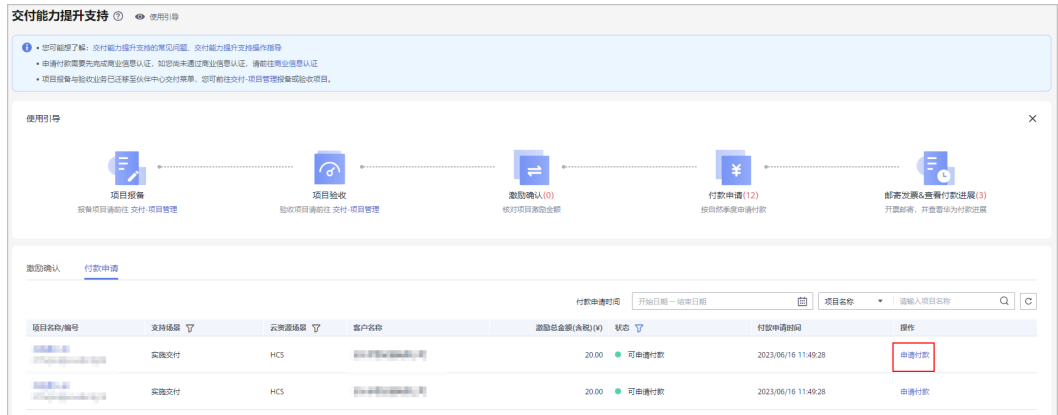 交付能力提升支持 使用引导
• 您可能想了解：交付能力提升支持的常见问题、交付能力提升支持操作指导
• 申请付款需要先完成商业信息认证，如您尚未通过商业信息认证，请前往商业信息认证
• 项目报备与验收业务已迁移至伙伴中心交付菜单，您可前往交付-项目管理报备或验收项目。
使用引导
项目报备 项目验收 激励确认(0) 付款申请(12) 邮寄发票&查看付款进展(3)
报备项目请前往 交付-项目管理 验收项目请前往 交付-项目管理 核对项目激励金额 按自然季度申请付款 开票邮寄，并查看华为付款进展
激励确认 付款申请
付款申请时间 开始日期 – 结束日期 项目名称 请输入项目名称
项目名称/编号 支持场景 云资源场景 客户名称 激励总金额(含税)(¥) 状态 付款申请时间 操作
实施交付 HCS 20.00 可申请付款 2023/06/16 11:49:28 申请付款
实施交付 HCS 20.00 可申请付款 2023/06/16 11:49:28 申请付款